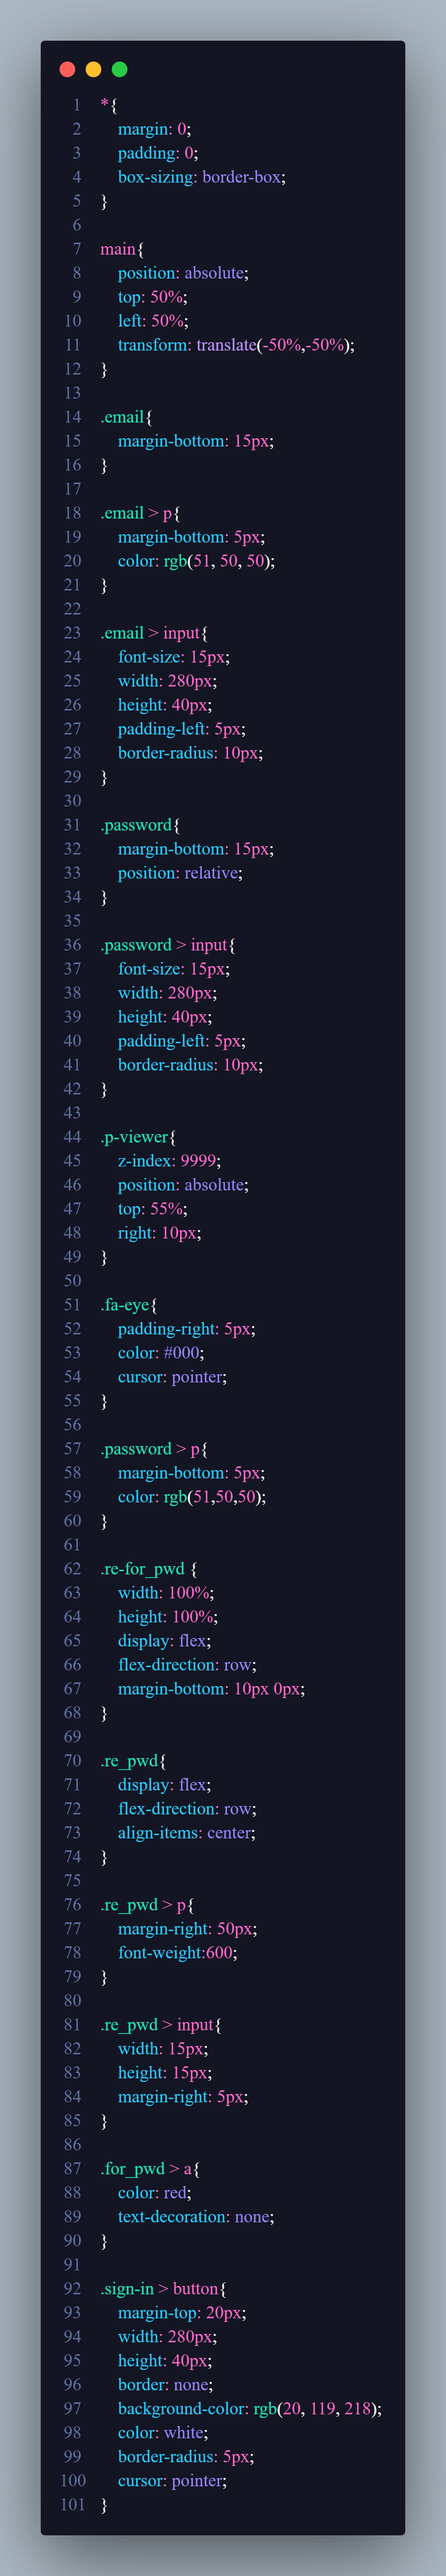 1 *{
2 margin: 0;
3 padding: 0;
4 box-sizing: border-box;
5 }
6
7 main{
8 position: absolute;
9 top: 50%;
10 left: 50%;
11 transform: translate(-50%,-50%);
12 }
13
14 .email{
15 margin-bottom: 15px;
16 }
17
18 .email > p{
19 margin-bottom: 5px;
20 color: rgb(51, 50, 50);
21 }
22
23 .email > input{
24 font-size: 15px;
25 width: 280px;
26 height: 40px;
27 padding-left: 5px;
28 border-radius: 10px;
29 }
30
31 .password{
32 margin-bottom: 15px;
33 position: relative;
34 }
35
36 .password > input{
37 font-size: 15px;
38 width: 280px;
39 height: 40px;
40 padding-left: 5px;
41 border-radius: 10px;
42 }
43
44 .p-viewer{
45 z-index: 9999;
46 position: absolute;
47 top: 55%;
48 right: 10px;
49 }
50
51 .fa-eye{
52 padding-right: 5px;
53 color: #000;
54 cursor: pointer;
55 }
56
57 .password > p{
58 margin-bottom: 5px;
59 color: rgb(51,50,50);
60 }
61
62 .re-for_pwd {
63 width: 100%;
64 height: 100%;
65 display: flex;
66 flex-direction: row;
67 margin-bottom: 10px 0px;
68 }
69
70 .re_pwd{
71 display: flex;
72 flex-direction: row;
73 align-items: center;
74 }
75
76 .re_pwd > p{
77 margin-right: 50px;
78 font-weight:600;
79 }
80
81 .re_pwd > input{
82 width: 15px;
83 height: 15px;
84 margin-right: 5px;
85 }
86
87 .for_pwd > a{
88 color: red;
89 text-decoration: none;
90 }
91
92 .sign-in > button{
93 margin-top: 20px;
94 width: 280px;
95 height: 40px;
96 border: none;
97 background-color: rgb(20, 119, 218);
98 color: white;
99 border-radius: 5px;
100 cursor: pointer;
101 }